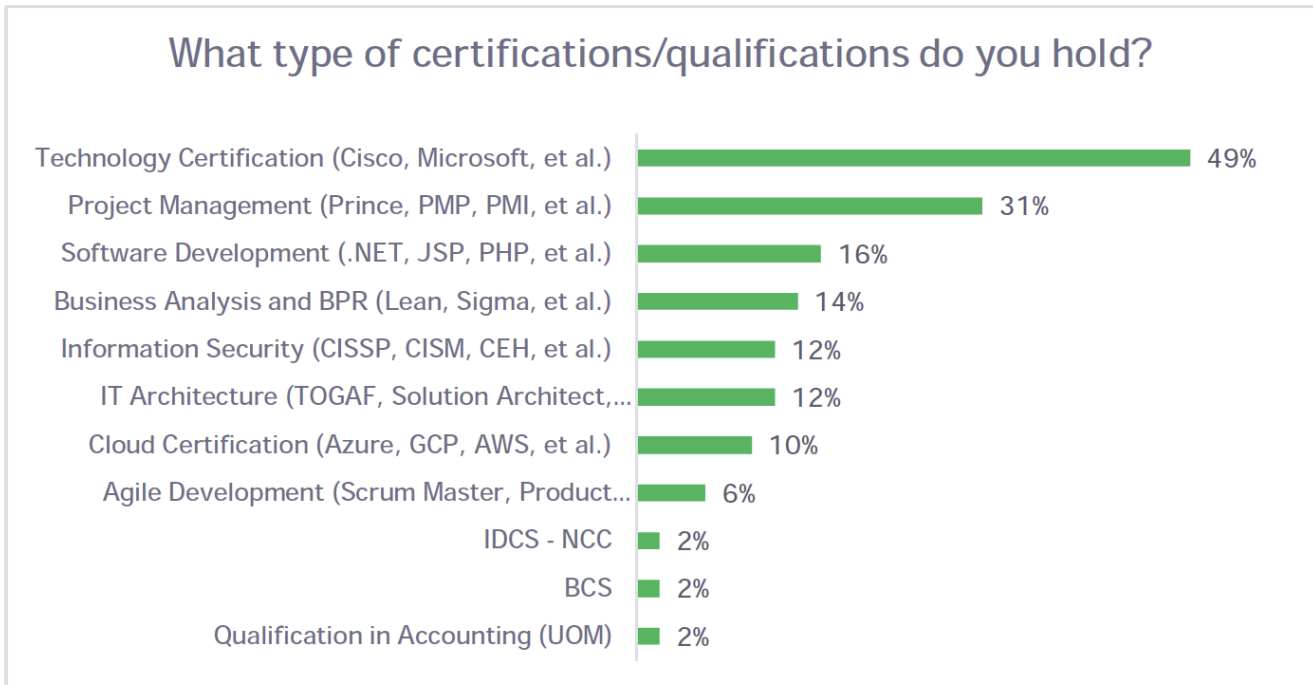 What type of certifications/qualifications do you hold?
Technology Certification (Cisco, Microsoft, et al.) 49%
Project Management (Prince, PMP, PMI, et al.) 31%
Software Development (.NET, JSP, PHP, et al.) 16%
Business Analysis and BPR (Lean, Sigma, et al.) 14%
Information Security (CISSP, CISM, CEH, et al.) 12%
IT Architecture (TOGAF, Solution Architect,... 12%
Cloud Certification (Azure, GCP, AWS, et al.) 10%
Agile Development (Scrum Master, Product... 6%
IDCS - NCC 2%
BCS 2%
Qualification in Accounting (UOM) 2%